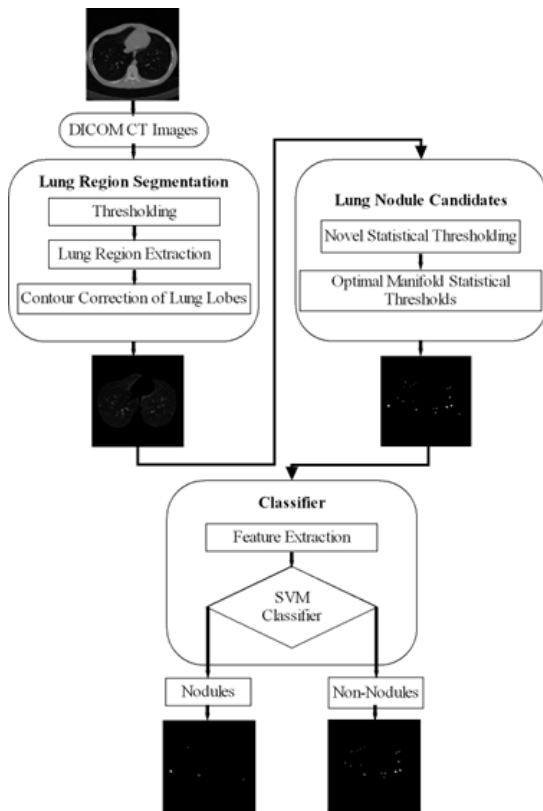 DICOM CT Images
Lung Region Segmentation
Thresholding
Lung Region Extraction
Contour Correction of Lung Lobes
Lung Nodule Candidates
Novel Statistical Thresholding
Optimal Manifold Statistical
Thresholds
Classifier
Feature Extraction
SVM
Classifier
Nodules
Non-Nodules